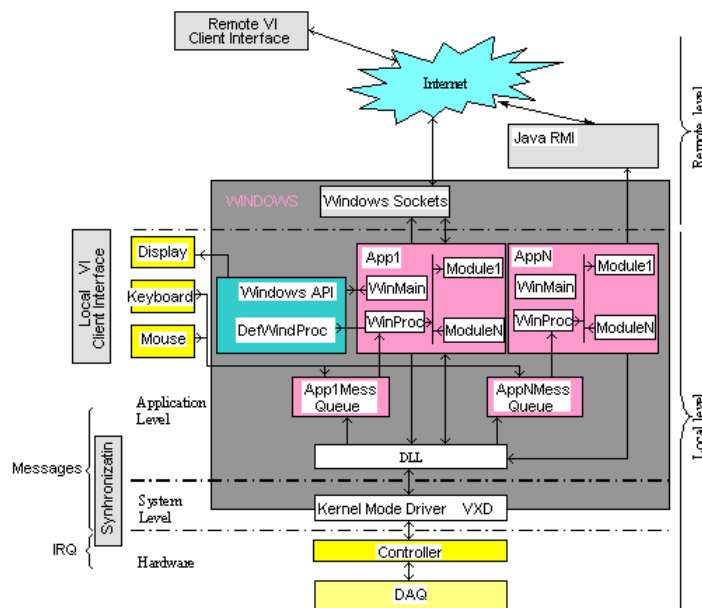 Remote VI
Client Interface
Internet
Java RMI
Remote level
WINDOWS
Windows Sockets
Local VI
Client Interface
Display
Keyboard
Mouse
Windows API
DefWindProc
App1
WinMain
WinProc
Module1
ModuleN
AppN
WinMain
WinProc
Module1
ModuleN
App1Mess
Queue
AppNMess
Queue
Application
Level
DLL
Local level
Messages
Synhronizatin
System
Level
Kernel Mode Driver VXD
IRQ
Hardware
Controller
DAQ